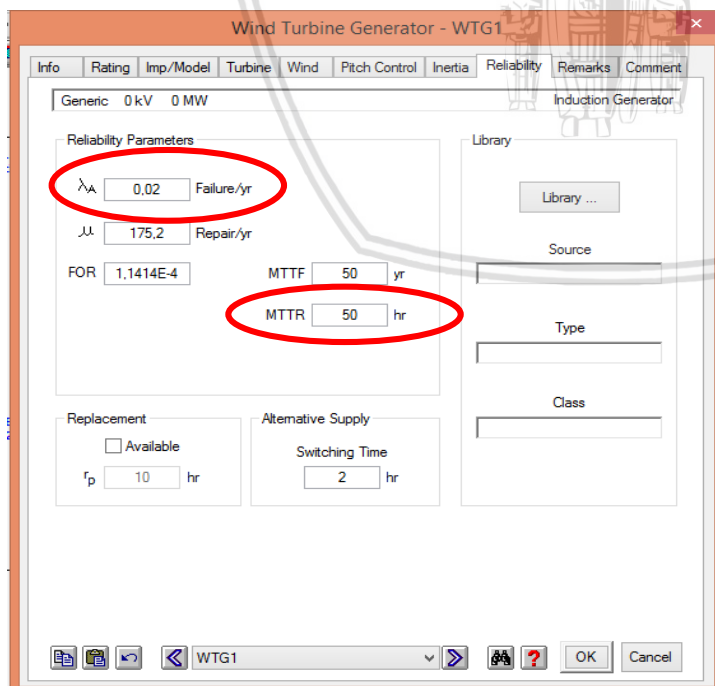 Wind Turbine Generator - WTG1
Info Rating Imp/Model Turbine Wind Pitch Control Inertia Reliability Remarks Comment
Generic 0 kV 0 MW Induction Generator
Reliability Parameters
λA 0,02 Failure/yr
μ 175,2 Repair/yr
FOR 1,1414E-4 MTTF 50 yr
MTTR 50 hr
Library
Library ...
Source
Type
Class
Replacement
Available
rp 10 hr
Alternative Supply
Switching Time
2 hr
WTG1
? OK Cancel